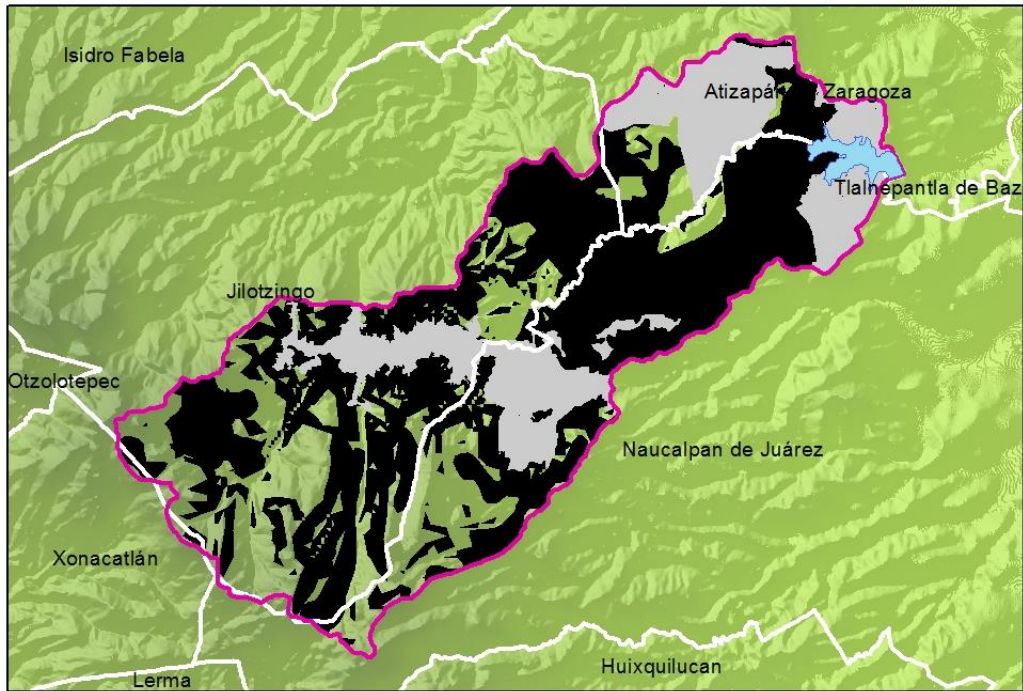 Isidro Fabela
Atizapán Zaragoza
Tlalnepantla de Baz
Jilotzingo
Otzolotepec
Naucalpan de Juárez
Xonacatlán
Huixquilucan
Lerma